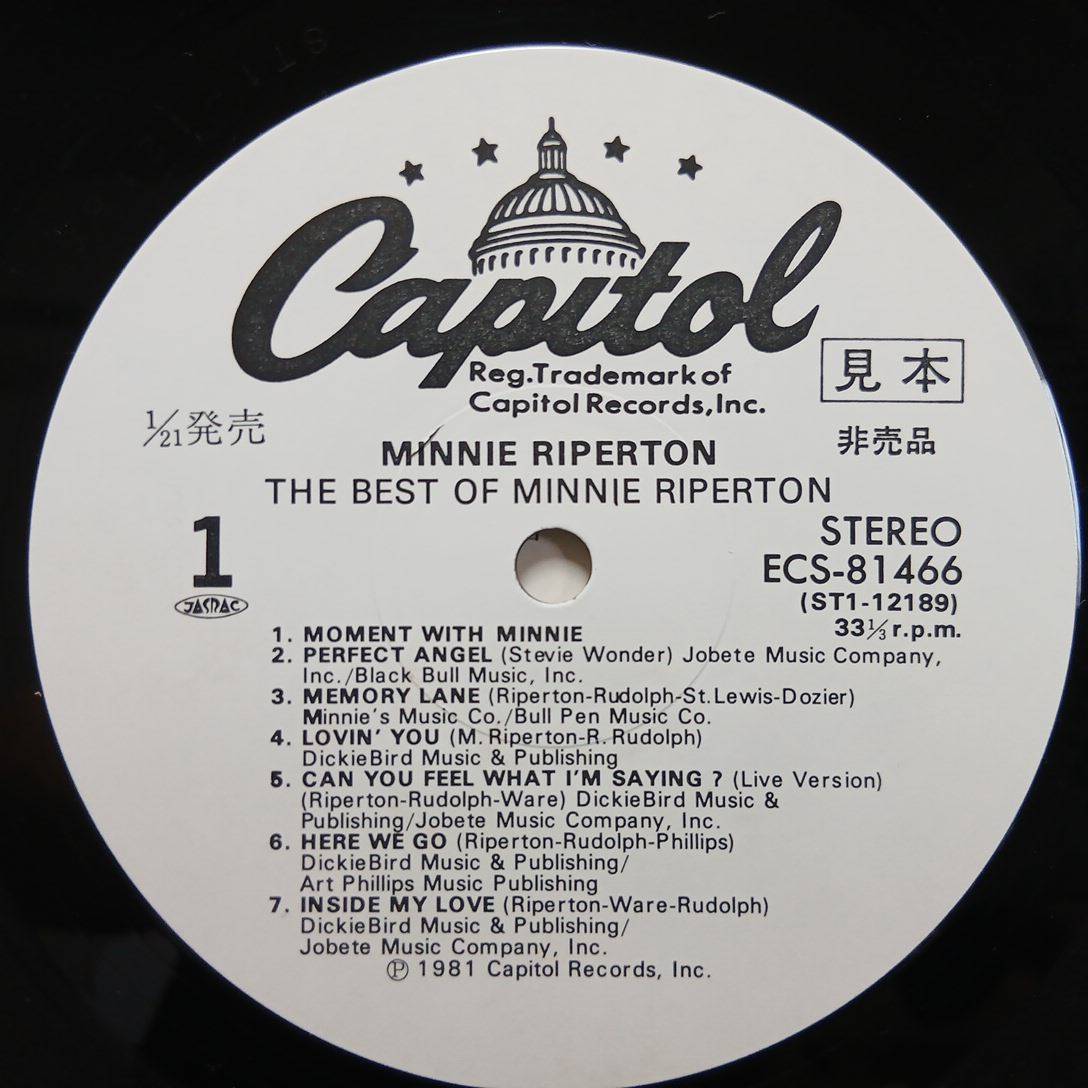 Capitol
Reg.Trademark of
Capitol Records,Inc.
見本
1/21発売
非売品
MINNIE RIPERTON
THE BEST OF MINNIE RIPERTON
1
STEREO
ECS-81466
JASRAC
(ST1-12189)
33⅓ r.p.m.
1. MOMENT WITH MINNIE
2. PERFECT ANGEL (Stevie Wonder) Jobete Music Company,
Inc./Black Bull Music, Inc.
3. MEMORY LANE (Riperton-Rudolph-St.Lewis-Dozier)
Minnie's Music Co./Bull Pen Music Co.
4. LOVIN' YOU (M. Riperton-R. Rudolph)
DickieBird Music & Publishing
5. CAN YOU FEEL WHAT I'M SAYING ? (Live Version)
(Riperton-Rudolph-Ware) DickieBird Music &
Publishing/Jobete Music Company, Inc.
6. HERE WE GO (Riperton-Rudolph-Phillips)
DickieBird Music & Publishing/
Art Phillips Music Publishing
7. INSIDE MY LOVE (Riperton-Ware-Rudolph)
DickieBird Music & Publishing/
Jobete Music Company, Inc.
℗ 1981 Capitol Records, Inc.